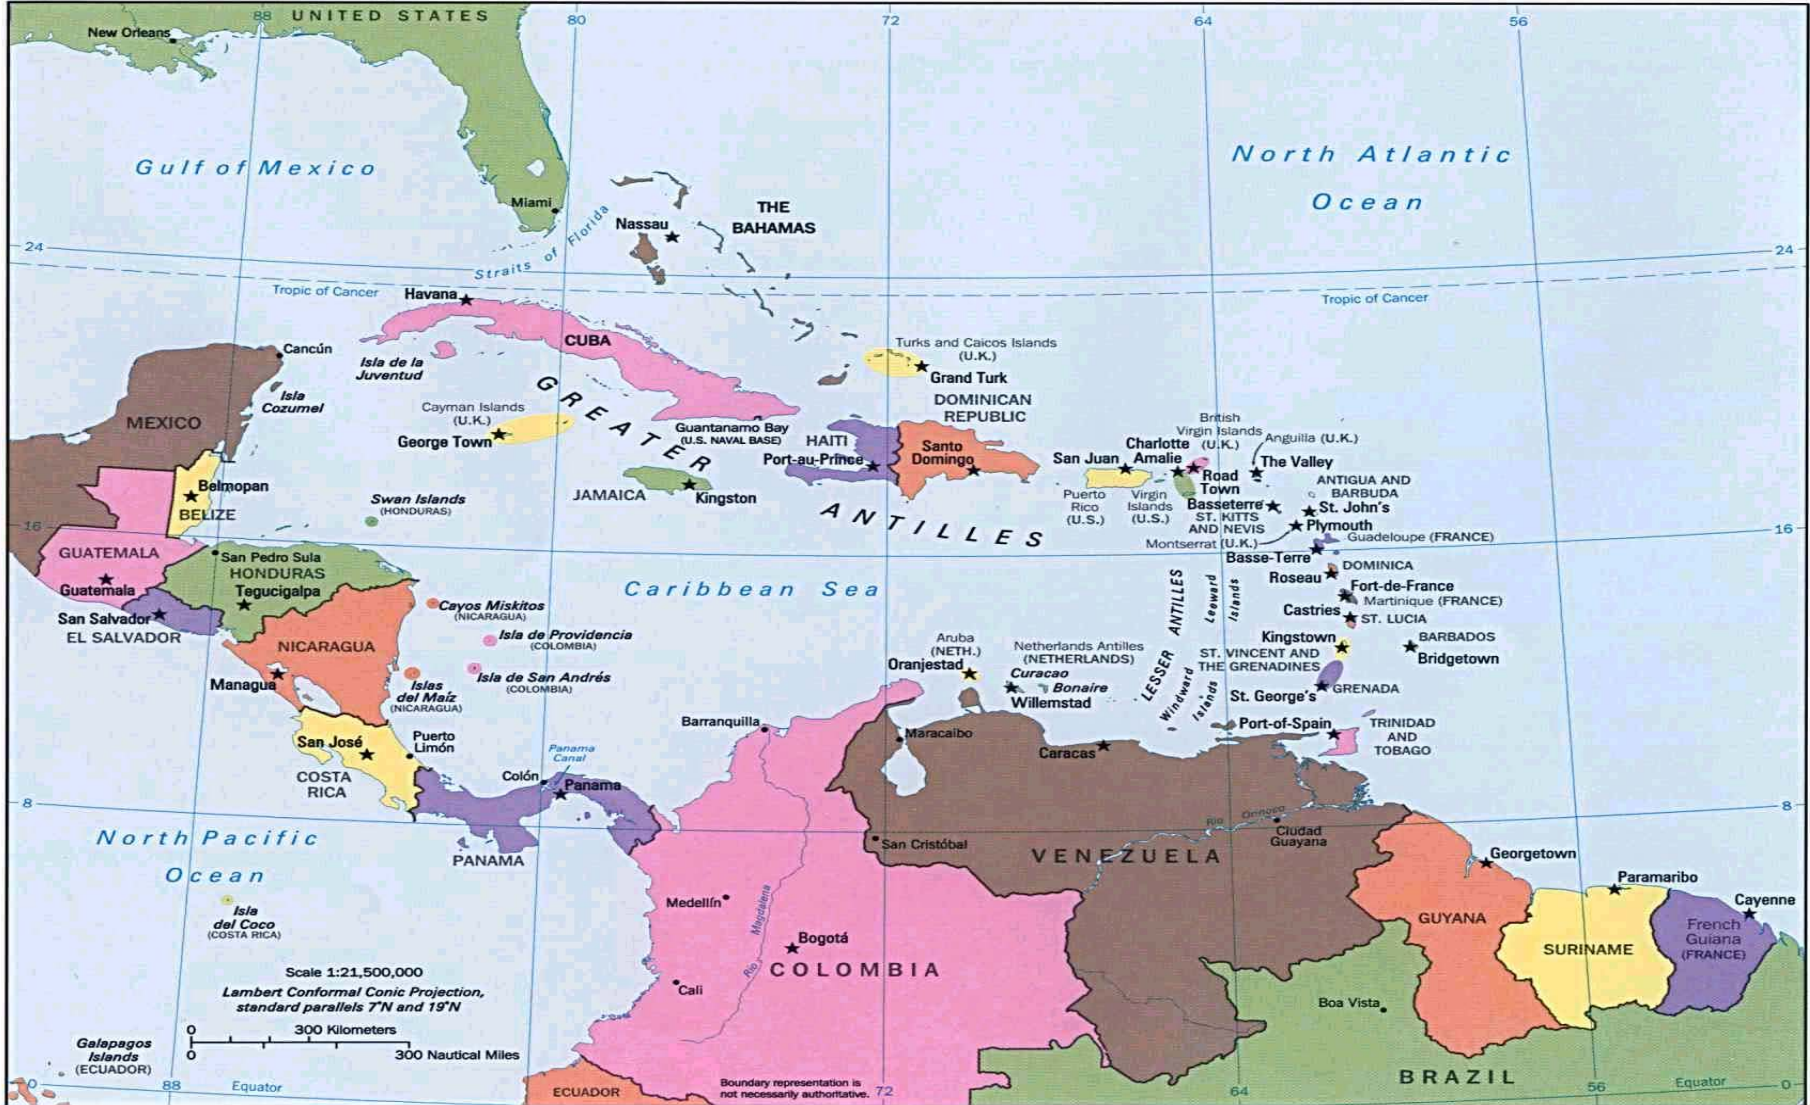 88
UNITED STATES
80
72
64
56
New Orleans
Gulf of Mexico
North Atlantic
Ocean
Miami
Straits of Florida
Nassau
THE
BAHAMAS
24
24
Tropic of Cancer
Tropic of Cancer
Havana
CUBA
Cancún
Isla de la
Juventud
Isla
Cozumel
MEXICO
Turks and Caicos Islands
(U.K.)
Grand Turk
Cayman Islands
(U.K.)
George Town
GREATER
ANTILLES
Guantanamo Bay
(U.S. NAVAL BASE)
HAITI
Port-au-Prince
DOMINICAN
REPUBLIC
Santo
Domingo
JAMAICA
Kingston
San Juan
Puerto
Rico
(U.S.)
Charlotte
Amalie
Virgin
Islands
(U.S.)
British
Virgin Islands
(U.K.)
Road
Town
Anguilla (U.K.)
The Valley
ANTIGUA AND
BARBUDA
St. John's
Basseterre
ST. KITTS
AND NEVIS
Plymouth
Montserrat (U.K.)
Guadeloupe (FRANCE)
Basse-Terre
DOMINICA
Roseau
Fort-de-France
Martinique (FRANCE)
Castries
ST. LUCIA
Kingstown
ST. VINCENT AND
THE GRENADINES
BARBADOS
Bridgetown
St. George's
GRENADA
LESSER ANTILLES
Leeward
Islands
Windward
Islands
Belmopan
BELIZE
16
16
Swan Islands
(HONDURAS)
GUATEMALA
Guatemala
San Pedro Sula
HONDURAS
Tegucigalpa
San Salvador
EL SALVADOR
NICARAGUA
Managua
Caribbean Sea
Cayos Miskitos
(NICARAGUA)
Isla de Providencia
(COLOMBIA)
Isla de San Andrés
(COLOMBIA)
Islas
del Maíz
(NICARAGUA)
Aruba
(NETH.)
Oranjestad
Netherlands Antilles
(NETHERLANDS)
Curacao
Bonaire
Willemstad
Port-of-Spain
TRINIDAD
AND
TOBAGO
San José
Puerto
Limón
COSTA
RICA
Barranquilla
Maracaibo
Caracas
Panama
Canal
Colón
Panama
PANAMA
8
8
North Pacific
Ocean
Rio Orinoco
Ciudad
Guayana
San Cristóbal
VENEZUELA
Georgetown
GUYANA
Paramaribo
SURINAME
Cayenne
French
Guiana
(FRANCE)
Isla
del Coco
(COSTA RICA)
Medellín
Rio Magdalena
Bogotá
COLOMBIA
Cali
Boa Vista
Scale 1:21,500,000
Lambert Conformal Conic Projection,
standard parallels 7°N and 19°N
0
300 Kilometers
0
300 Nautical Miles
Galapagos
Islands
(ECUADOR)
0
88
Equator
ECUADOR
Boundary representation is
not necessarily authoritative.
72
64
BRAZIL
56
Equator
0